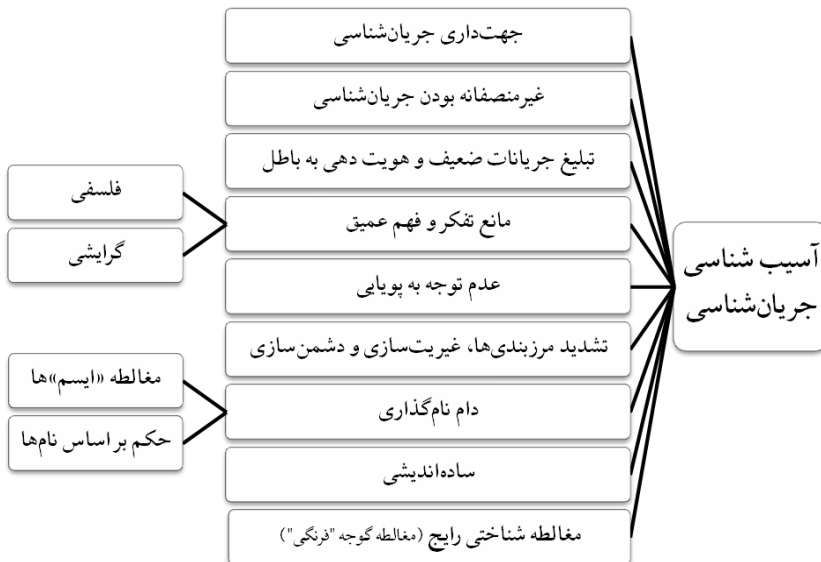 آسیب شناسی
جریان‌شناسی
جهت‌داری جریان‌شناسی
غیرمنصفانه بودن جریان‌شناسی
تبلیغ جریانات ضعیف و هویت دهی به باطل
مانع تفکر و فهم عمیق
فلسفی
گرایشی
عدم توجه به پویایی
تشدید مرزبندی‌ها، غیریت‌سازی و دشمن‌سازی
دام نام‌گذاری
مغالطه «ایسم»ها
حکم بر اساس نام‌ها
ساده‌اندیشی
مغالطه شناختی رایج (مغالطه گوجه "فرنگی")